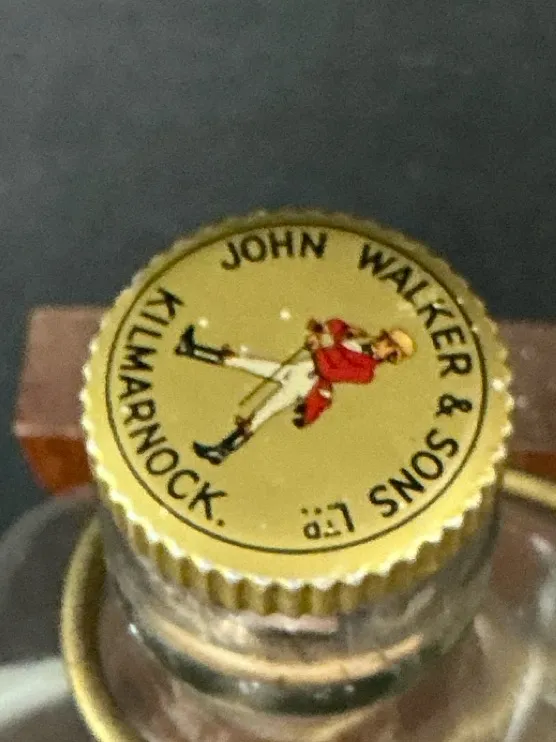 JOHN WALKER & SONS LTD.
KILMARNOCK.